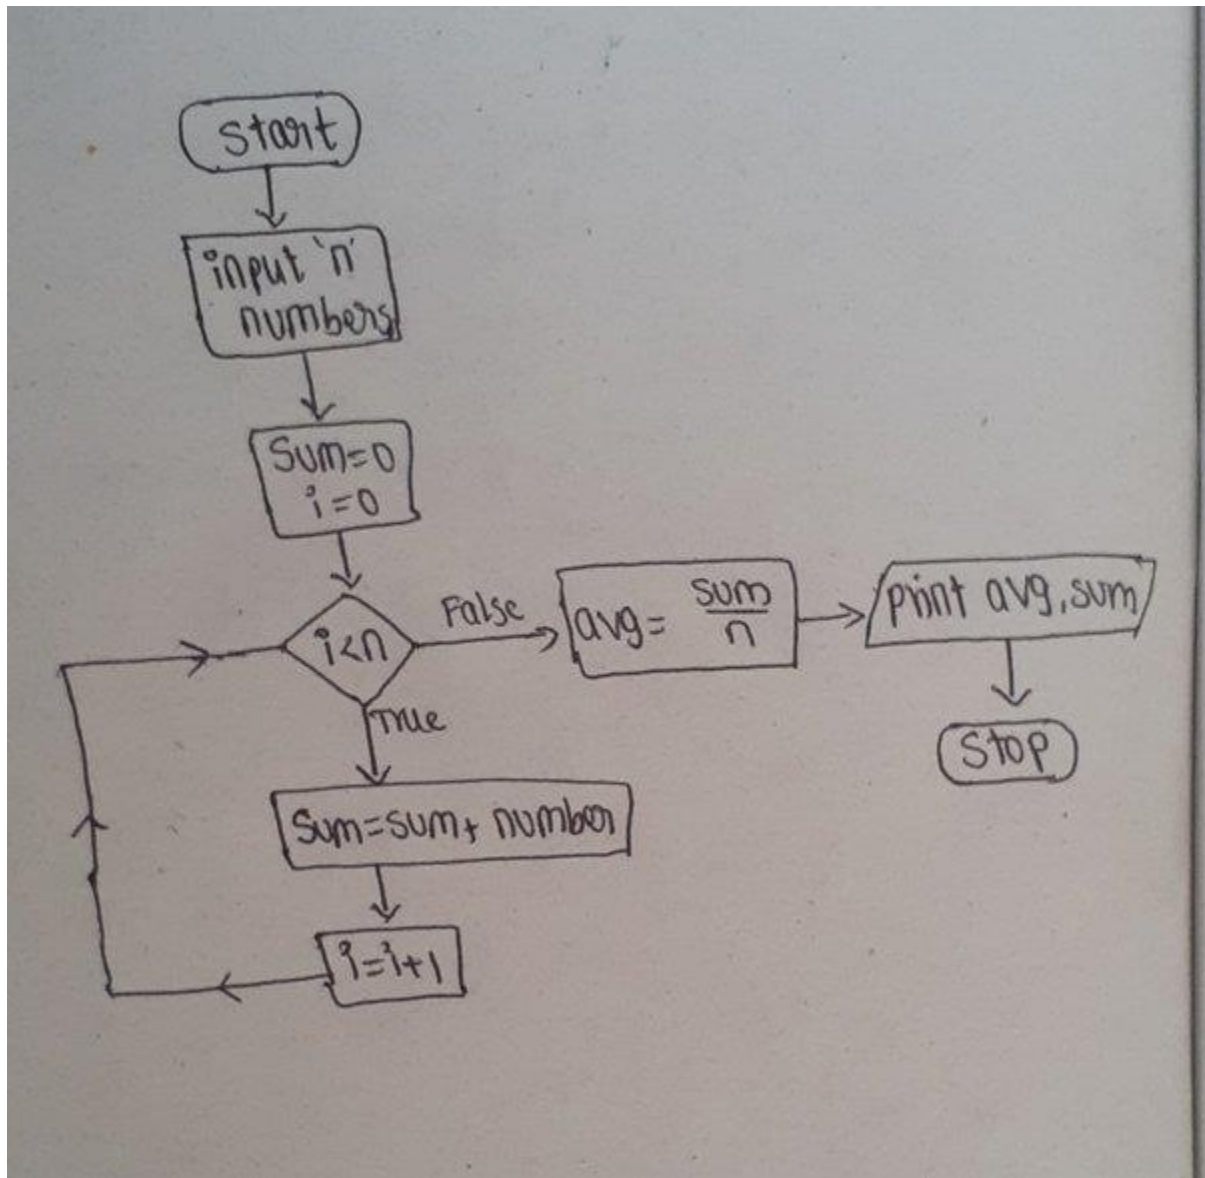 start
input 'n'
numbers
Sum=0
i=0
i<n
False
avg= sum/n
print avg, sum
Stop
True
Sum=sum+ number
i=i+1